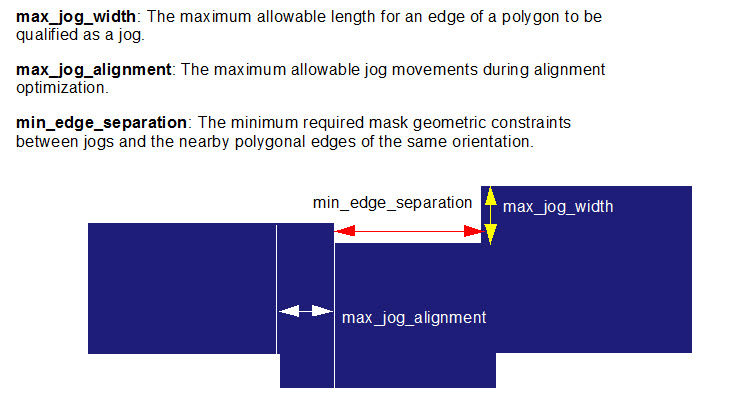 max_jog_width: The maximum allowable length for an edge of a polygon to be
qualified as a jog.
max_jog_alignment: The maximum allowable jog movements during alignment
optimization.
min_edge_separation: The minimum required mask geometric constraints
between jogs and the nearby polygonal edges of the same orientation.
min_edge_separation
max_jog_width
max_jog_alignment